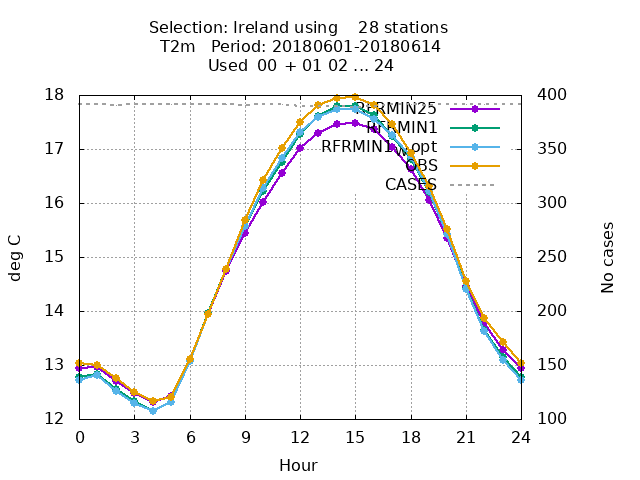 Selection: Ireland using 28 stations
T2m Period: 20180601-20180614
Used 00 + 01 02 ... 24
18 400
17 350
16 300
15 250
14 200
13 150
12 100
deg C
No cases
RFRMIN25
RFRMIN1
OBS
CASES
0 3 6 9 12 15 18 21 24
Hour